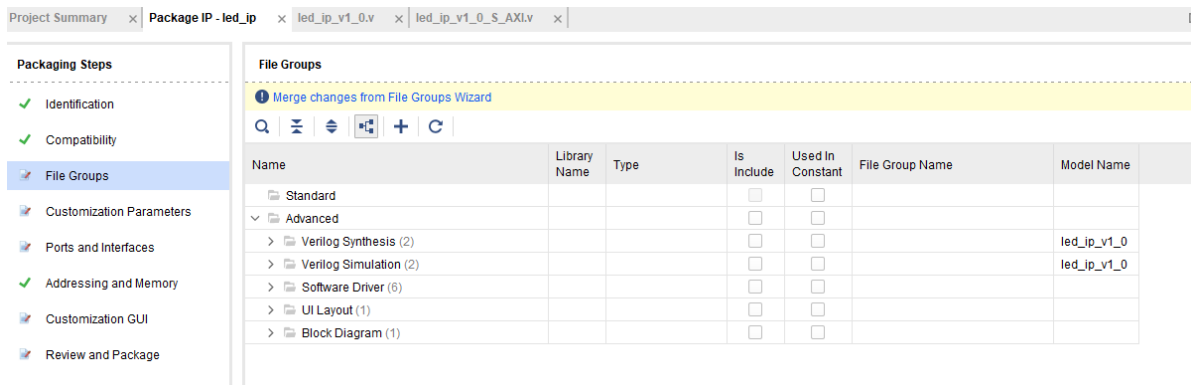 Project Summary × Package IP - led_ip × led_ip_v1_0.v × led_ip_v1_0_S_AXI.v ×
Packaging Steps
Identification
Compatibility
File Groups
Customization Parameters
Ports and Interfaces
Addressing and Memory
Customization GUI
Review and Package
File Groups
Merge changes from File Groups Wizard
Name Library Name Type Is Include Used In Constant File Group Name Model Name
Standard
Advanced
Verilog Synthesis (2) led_ip_v1_0
Verilog Simulation (2) led_ip_v1_0
Software Driver (6)
UI Layout (1)
Block Diagram (1)